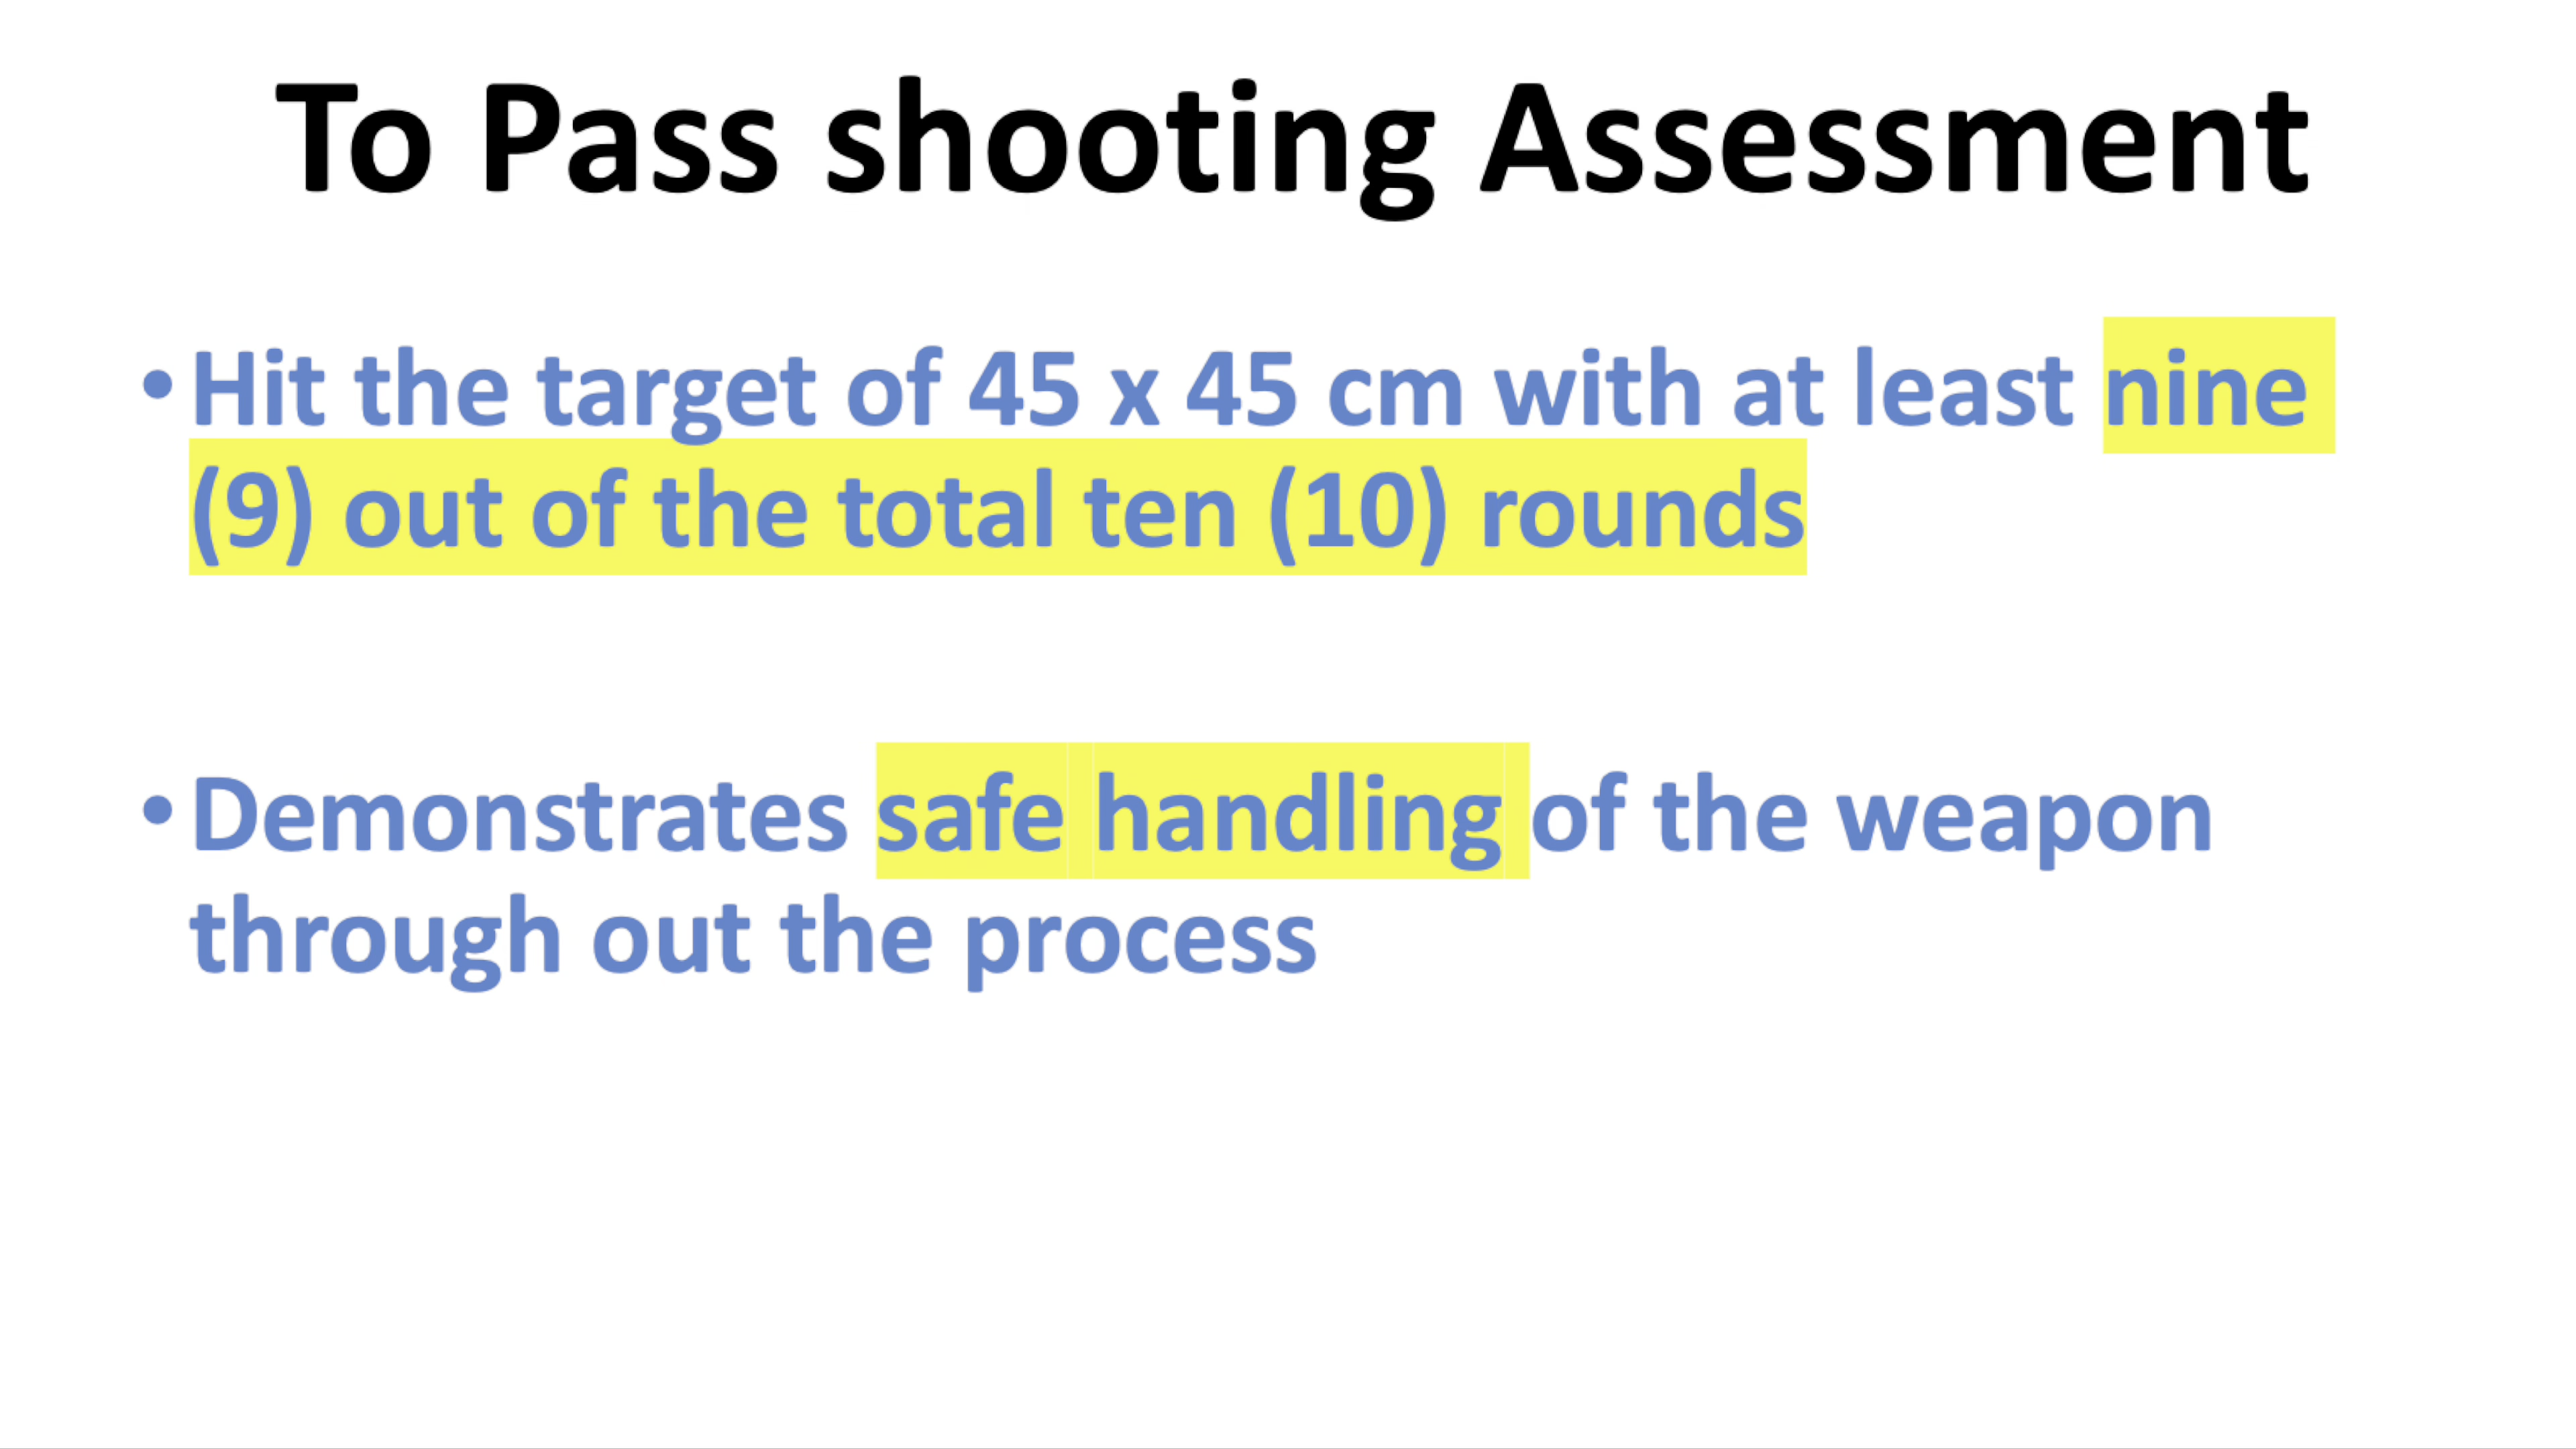 To Pass shooting Assessment
•Hit the target of 45 x 45 cm with at least nine
(9) out of the total ten (10) rounds
•Demonstrates safe handling of the weapon
through out the process